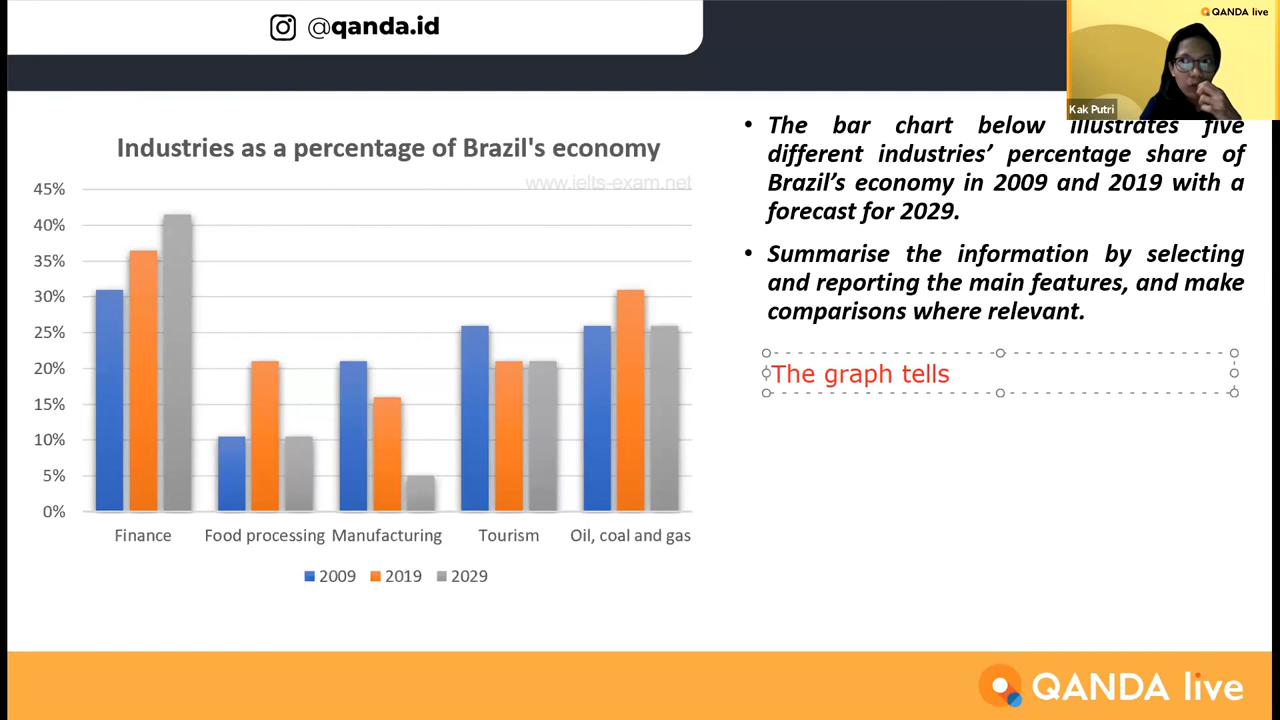 @qanda.id
QANDA live
Kak Putri
Industries as a percentage of Brazil's economy
www.ielts-exam.net
45%
40%
35%
30%
25%
20%
15%
10%
5%
0%
Finance
Food processing
Manufacturing
Tourism
Oil, coal and gas
2009
2019
2029
• The bar chart below illustrates five
different industries’ percentage share of
Brazil’s economy in 2009 and 2019 with a
forecast for 2029.
• Summarise the information by selecting
and reporting the main features, and make
comparisons where relevant.
The graph tells
QANDA live